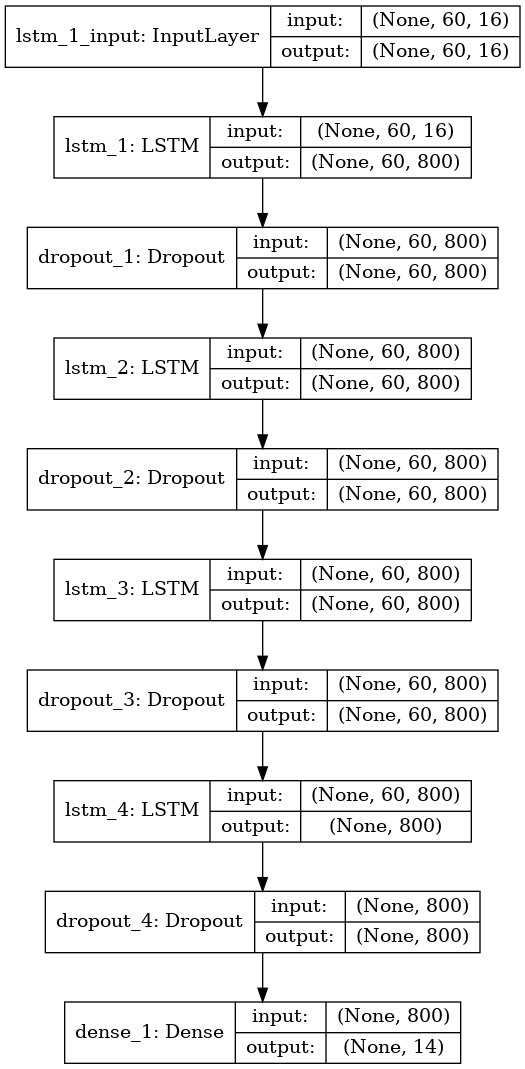 lstm_1_input: InputLayer
input: (None, 60, 16)
output: (None, 60, 16)
lstm_1: LSTM
input: (None, 60, 16)
output: (None, 60, 800)
dropout_1: Dropout
input: (None, 60, 800)
output: (None, 60, 800)
lstm_2: LSTM
input: (None, 60, 800)
output: (None, 60, 800)
dropout_2: Dropout
input: (None, 60, 800)
output: (None, 60, 800)
lstm_3: LSTM
input: (None, 60, 800)
output: (None, 60, 800)
dropout_3: Dropout
input: (None, 60, 800)
output: (None, 60, 800)
lstm_4: LSTM
input: (None, 60, 800)
output: (None, 800)
dropout_4: Dropout
input: (None, 800)
output: (None, 800)
dense_1: Dense
input: (None, 800)
output: (None, 14)